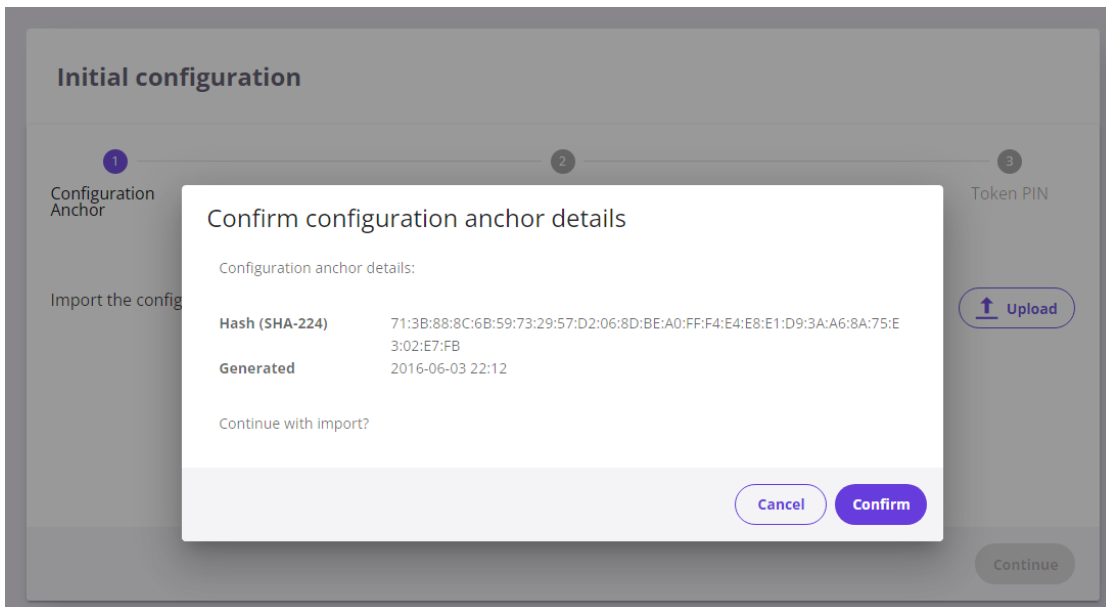 Initial configuration
1
2
3
Configuration
Anchor
Token PIN
Import the config
Upload
Confirm configuration anchor details
Configuration anchor details:
Hash (SHA-224) 71:3B:88:8C:6B:59:73:29:57:D2:06:8D:BE:A0:FF:F4:E4:E8:E1:D9:3A:A6:8A:75:E
3:02:E7:FB
Generated 2016-06-03 22:12
Continue with import?
Cancel Confirm
Continue